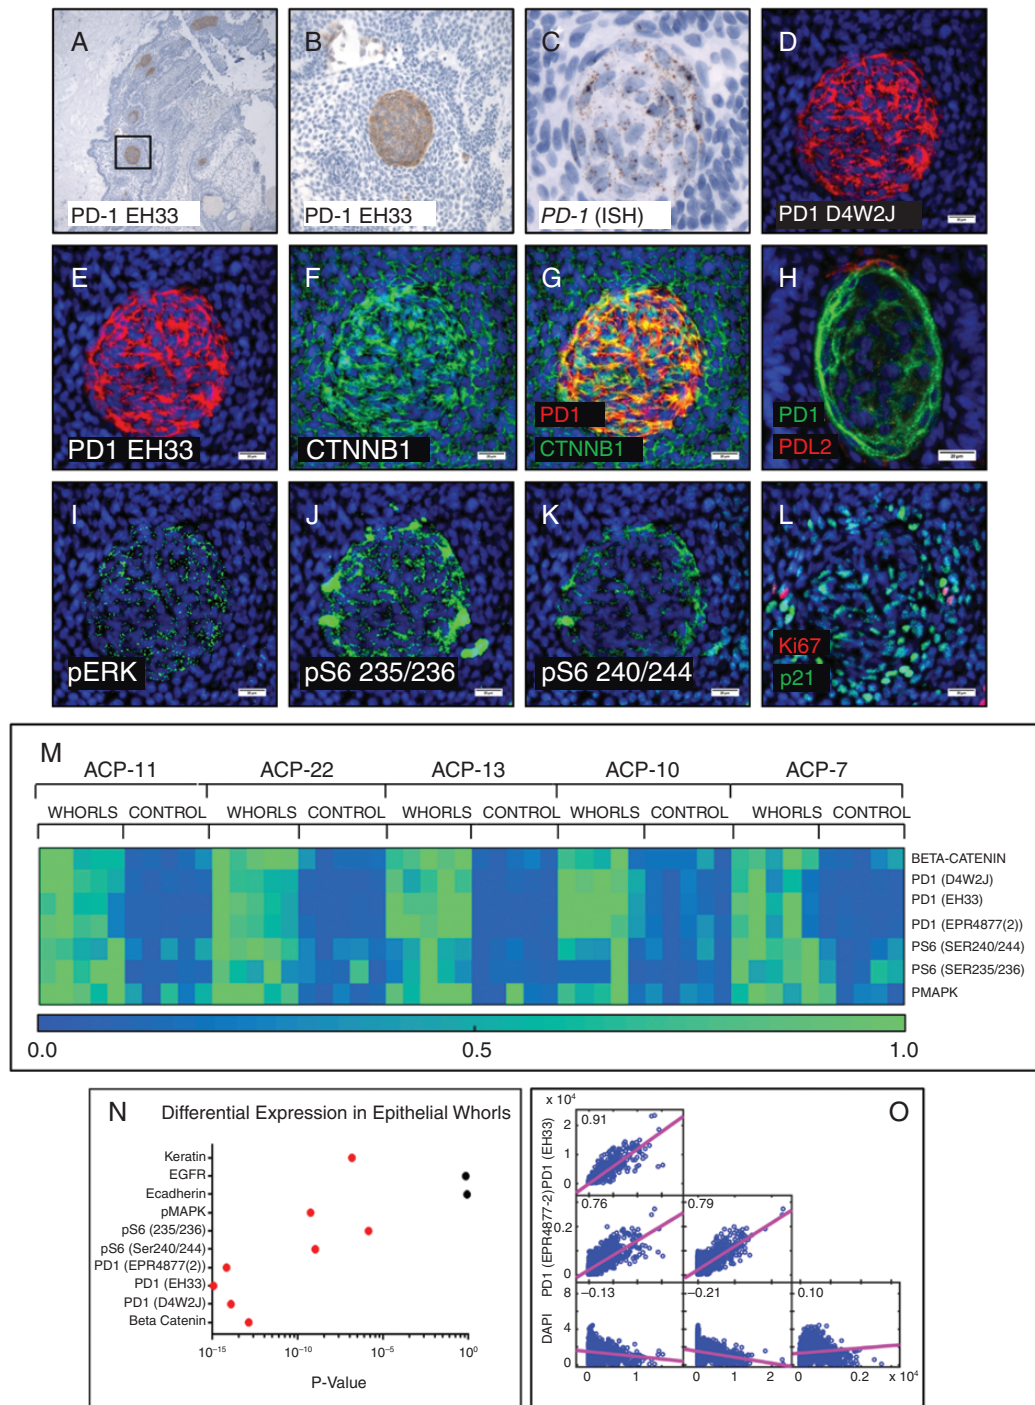 A
PD-1 EH33
B
PD-1 EH33
C
PD-1 (ISH)
D
PD1 D4W2J
E
PD1 EH33
F
CTNNB1
G
PD1
CTNNB1
H
PD1
PDL2
20 μm
I
pERK
J
pS6 235/236
K
pS6 240/244
L
Ki67
p21
M
ACP-11 ACP-22 ACP-13 ACP-10 ACP-7
WHORLS CONTROL WHORLS CONTROL WHORLS CONTROL WHORLS CONTROL WHORLS CONTROL
BETA-CATENIN
PD1 (D4W2J)
PD1 (EH33)
PD1 (EPR4877(2))
PS6 (SER240/244)
PS6 (SER235/236)
PMAPK
0.0 0.5 1.0
N Differential Expression in Epithelial Whorls
Keratin
EGFR
Ecadherin
pMAPK
pS6 (235/236)
pS6 (Ser240/244)
PD1 (EPR4877(2))
PD1 (EH33)
PD1 (D4W2J)
Beta Catenin
10⁻¹⁵ 10⁻¹⁰ 10⁻⁵ 10⁰
P-Value
O
x 10⁴
PD1 (EH33)
2
1
0
0.91
PD1 (EPR4877-2)
0.2
0
0.76
0.79
DAPI
8
4
0
−0.13
−0.21
0.10
0 1 0 1 2 0 0.2 x 10⁴